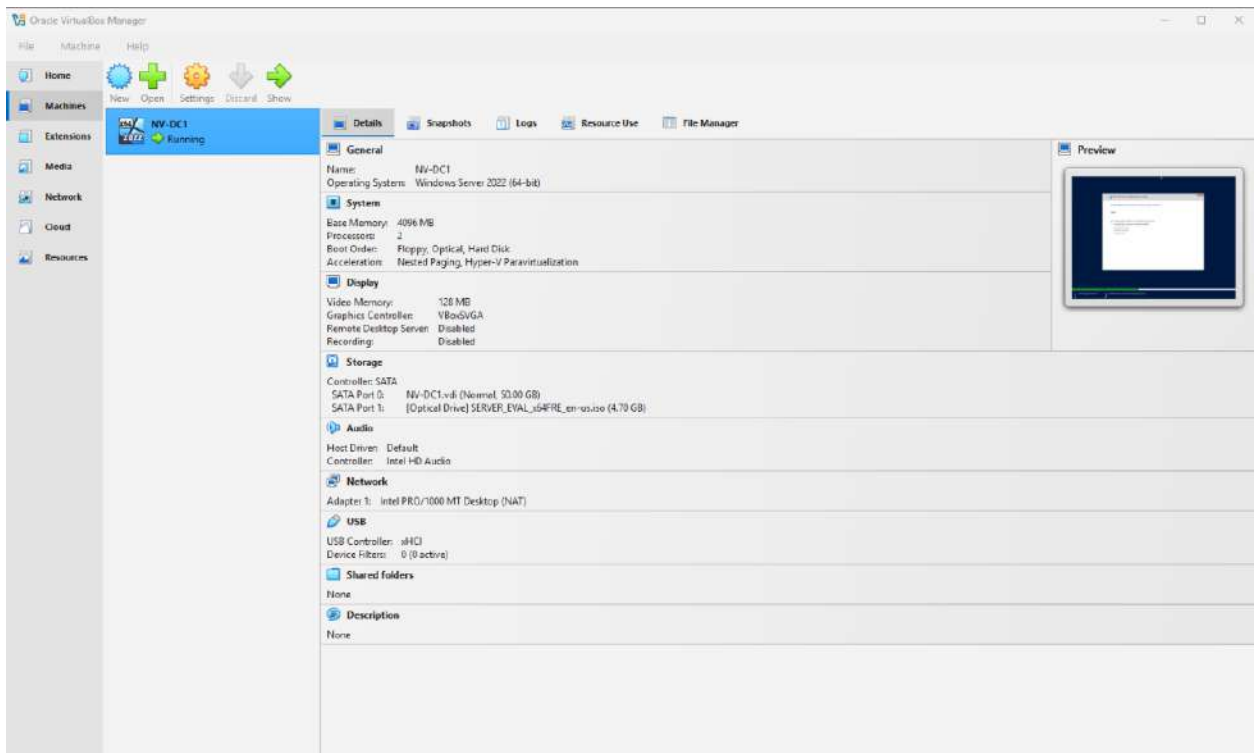 Oracle VirtualBox Manager
File Machine Help
Home
Machines
Extensions
Media
Network
Cloud
Resources
New Open Settings Discard Show
NV-DC1
Running
Details Snapshots Logs Resource Use File Manager
General
Name: NV-DC1
Operating System: Windows Server 2022 (64-bit)
System
Base Memory: 4096 MB
Processors: 2
Boot Order: Floppy, Optical, Hard Disk
Acceleration: Nested Paging, Hyper-V Paravirtualization
Display
Video Memory: 128 MB
Graphics Controller: VBoxSVGA
Remote Desktop Server: Disabled
Recording: Disabled
Storage
Controller: SATA
SATA Port 0: NV-DC1.vdi (Normal, 50.00 GB)
SATA Port 1: [Optical Drive] SERVER_EVAL_x64FRE_en-us.iso (4.70 GB)
Audio
Host Driver: Default
Controller: Intel HD Audio
Network
Adapter 1: Intel PRO/1000 MT Desktop (NAT)
USB
USB Controller: xHCI
Device Filters: 0 (0 active)
Shared folders
None
Description
None
Preview